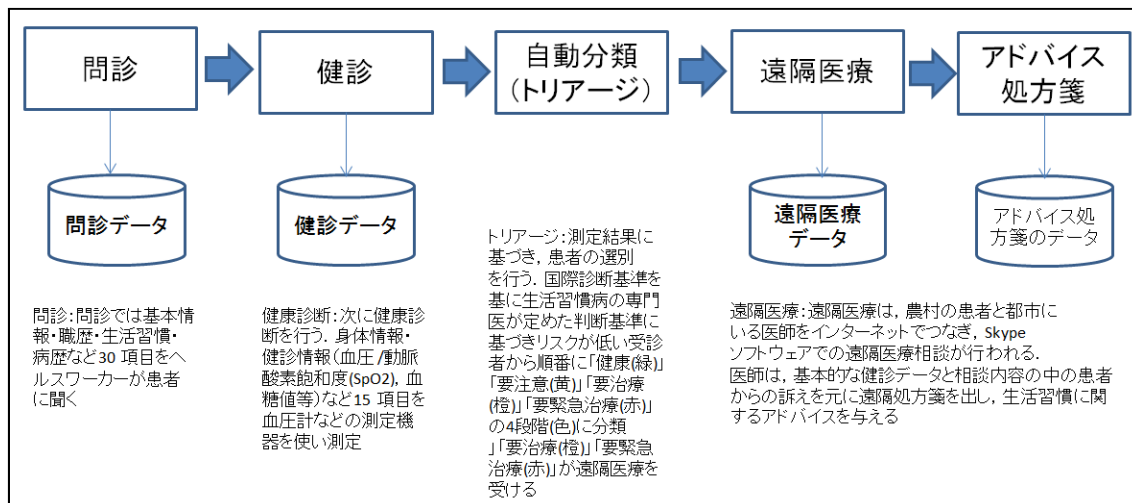 問診
健診
自動分類
(トリアージ)
遠隔医療
アドバイス
処方箋
問診データ
健診データ
遠隔医療
データ
アドバイス処
方箋のデータ
問診：問診では基本情
報・職歴・生活習慣・
病歴など30 項目をヘ
ルスワーカーが患者
に聞く
健康診断：次に健康診
断を行う. 身体情報・
健診情報（血圧/動脈
酸素飽和度(SpO2), 血
糖値等）など15 項目を
血圧計などの測定機
器を使い測定
トリアージ：測定結果に
基づき, 患者の選別
を行う. 国際診断基準を
基に生活習慣病の専門
医が定めた判断基準に
基づきリスクが低い受診
者から順番に「健康(緑)」
「要注意(黄)」「要治療
(橙)」「要緊急治療(赤)」
の4段階(色)に分類
」「要治療(橙)」「要緊急
治療(赤)」が遠隔医療を
受ける
遠隔医療：遠隔医療は, 農村の患者と都市に
いる医師をインターネットでつなぎ, Skype
ソフトウェアでの遠隔医療相談が行われる.
医師は, 基本的な健診データと相談内容の中の患者
からの訴えを元に遠隔処方箋を出し, 生活習慣に関
するアドバイスを与える